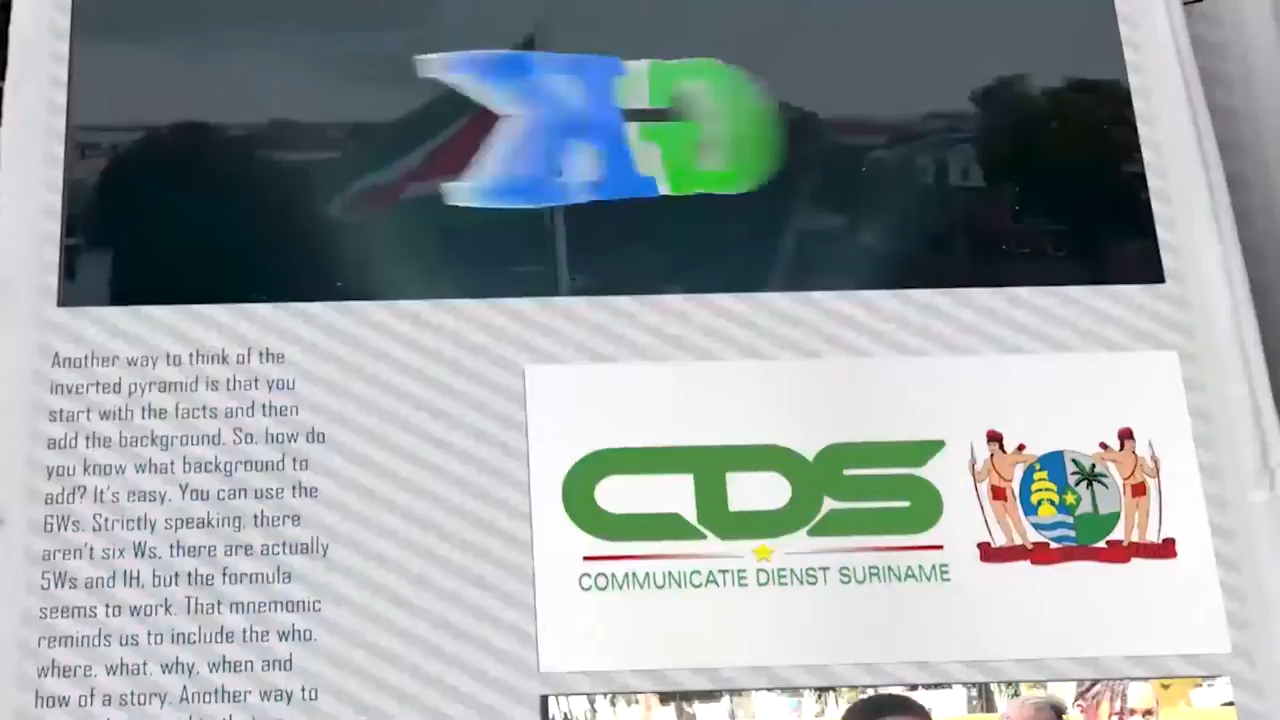 Another way to think of the
inverted pyramid is that you
start with the facts and then
add the background. So, how do
you know what background to
add? It's easy. You can use the
6Ws. Strictly speaking, there
aren't six Ws, there are actually
5Ws and 1H, but the formula
seems to work. That mnemonic
reminds us to include the who,
where, what, why, when and
how of a story. Another way to
CDS
COMMUNICATIE DIENST SURINAME